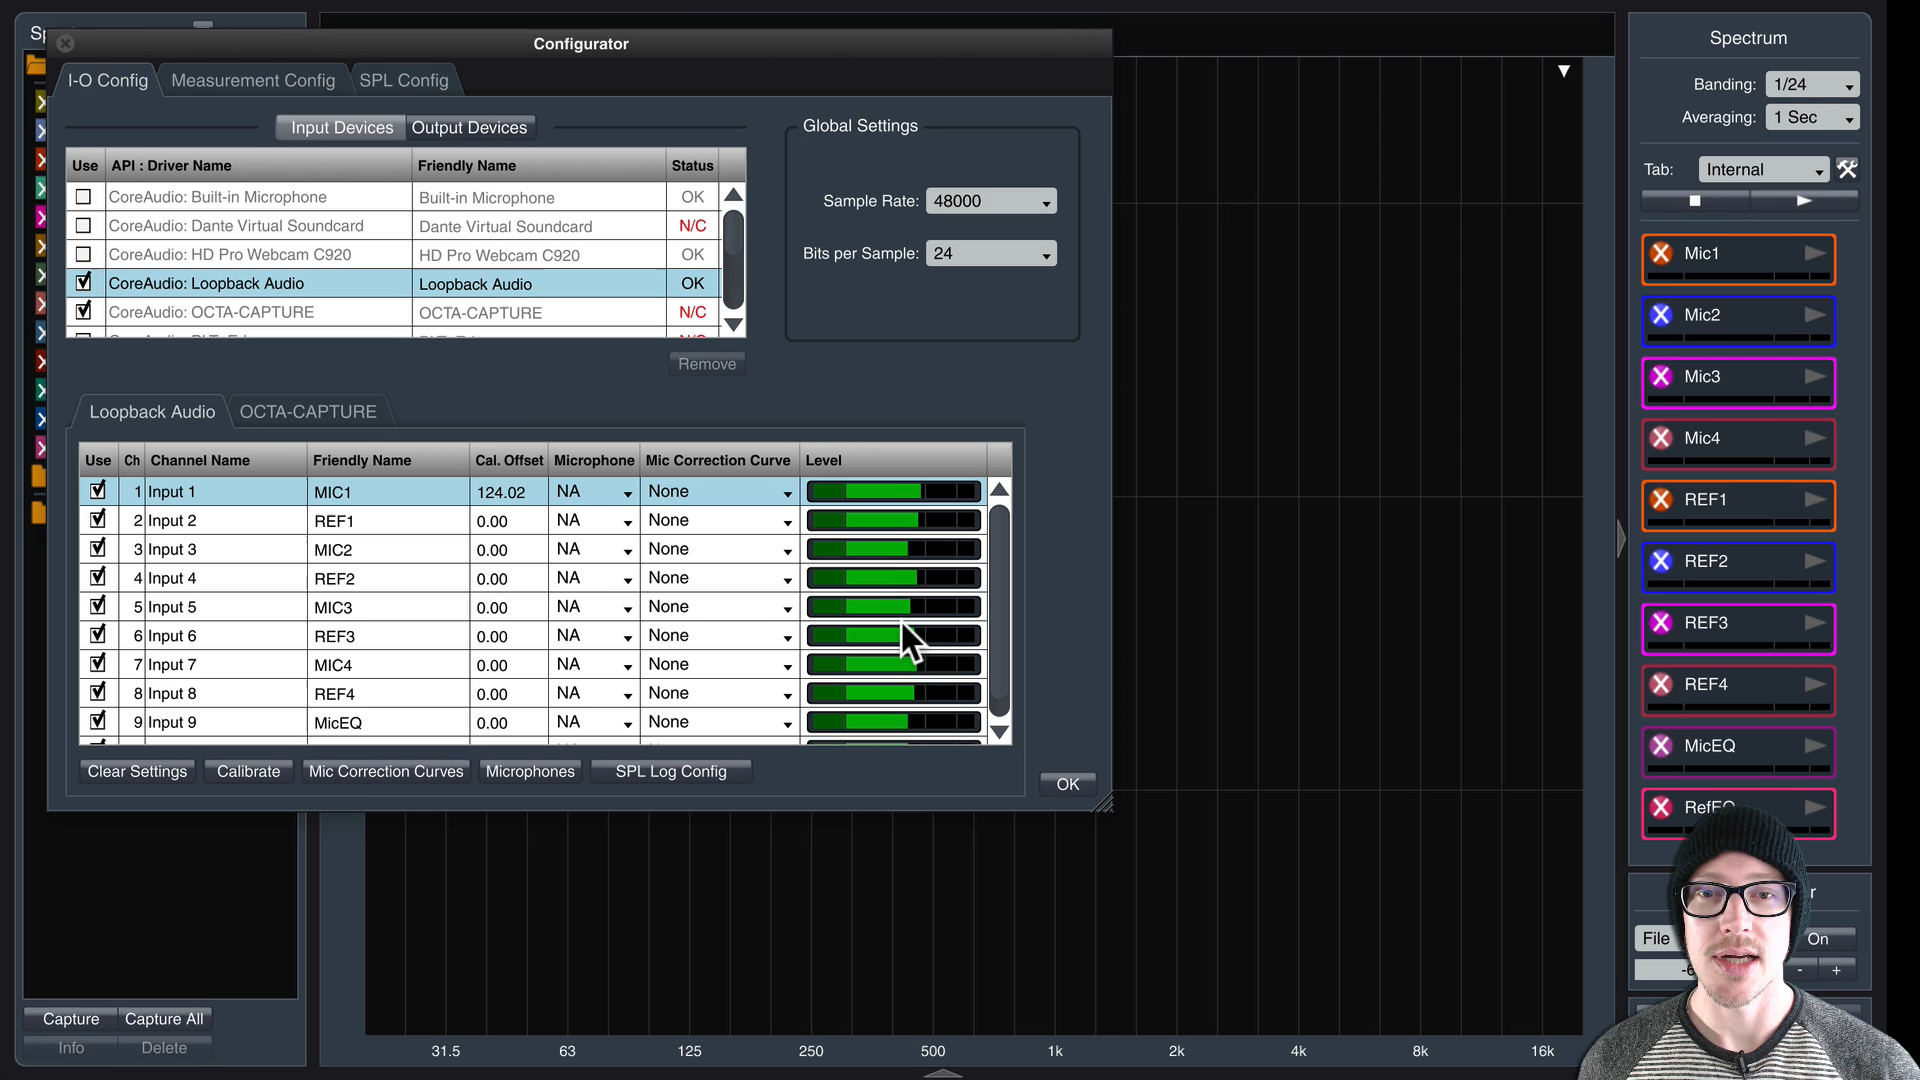 Sp
Configurator
I-O Config
Measurement Config
SPL Config
Input Devices
Output Devices
Use API : Driver Name Friendly Name Status
CoreAudio: Built-in Microphone Built-in Microphone OK
CoreAudio: Dante Virtual Soundcard Dante Virtual Soundcard N/C
CoreAudio: HD Pro Webcam C920 HD Pro Webcam C920 OK
CoreAudio: Loopback Audio Loopback Audio OK
CoreAudio: OCTA-CAPTURE OCTA-CAPTURE N/C
Remove
Global Settings
Sample Rate: 48000
Bits per Sample: 24
Loopback Audio
OCTA-CAPTURE
Use Ch Channel Name Friendly Name Cal. Offset Microphone Mic Correction Curve Level
1 Input 1 MIC1 124.02 NA None
2 Input 2 REF1 0.00 NA None
3 Input 3 MIC2 0.00 NA None
4 Input 4 REF2 0.00 NA None
5 Input 5 MIC3 0.00 NA None
6 Input 6 REF3 0.00 NA None
7 Input 7 MIC4 0.00 NA None
8 Input 8 REF4 0.00 NA None
9 Input 9 MicEQ 0.00 NA None
Clear Settings
Calibrate
Mic Correction Curves
Microphones
SPL Log Config
OK
Capture
Capture All
Info
Delete
31.5 63 125 250 500 1k 2k 4k 8k 16k
Spectrum
Banding: 1/24
Averaging: 1 Sec
Tab: Internal
Mic1
Mic2
Mic3
Mic4
REF1
REF2
REF3
REF4
MicEQ
RefEQ
r
File
On
- +